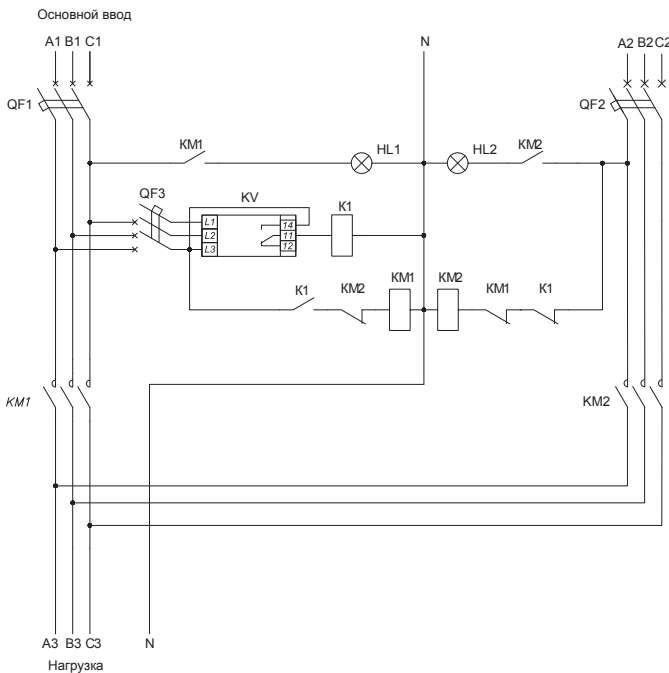 Основной ввод
A1 B1 C1
N
A2 B2 C2
QF1
QF2
KM1
HL1
HL2
KM2
QF3
KV
K1
L1
14
L2
11
L3
12
K1
KM2
KM1
KM2
KM1
K1
KM1
KM2
A3 B3 C3
N
Нагрузка